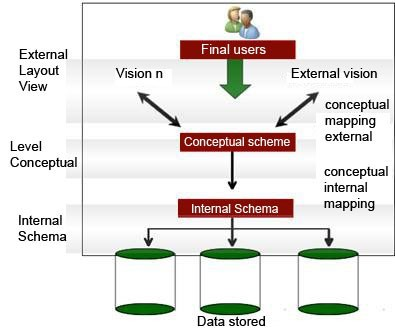 Final users
External
Layout
View
Vision n
External vision
conceptual
mapping
external
Level
Conceptual
Conceptual scheme
conceptual
internal
mapping
Internal Schema
Internal
Schema
Data stored